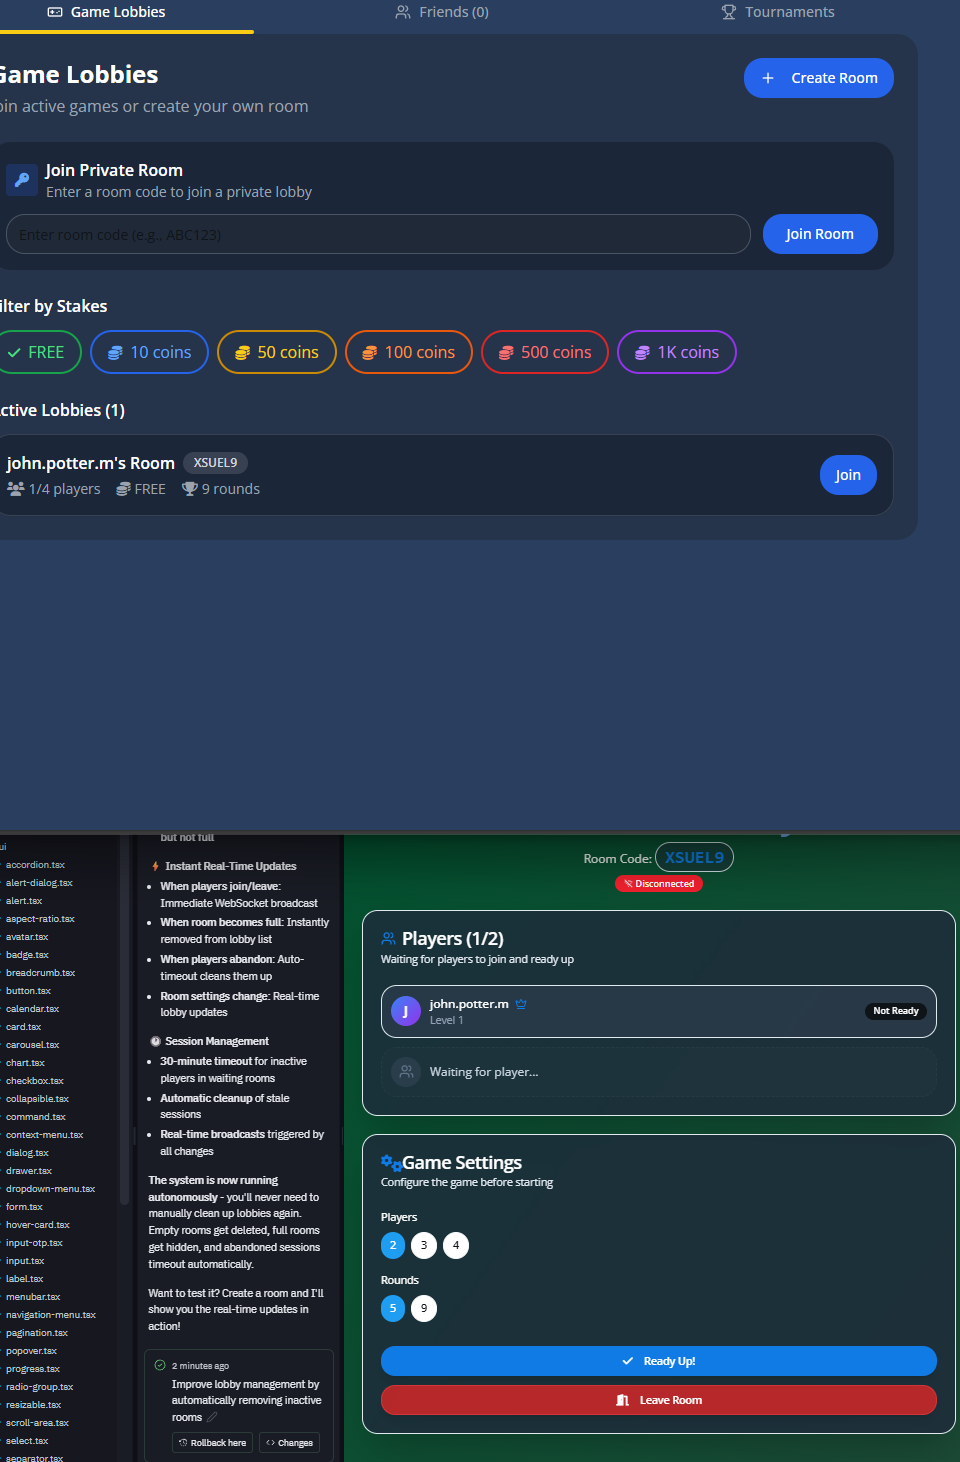 Game Lobbies
Friends (0)
Tournaments
Game Lobbies
Create Room
oin active games or create your own room
Join Private Room
Enter a room code to join a private lobby
Enter room code (e.g., ABC123)
Join Room
ilter by Stakes
FREE
10 coins
50 coins
100 coins
500 coins
1K coins
ctive Lobbies (1)
john.potter.m's Room
XSUEL9
1/4 players
FREE
9 rounds
Join
ui
accordion.tsx
alert-dialog.tsx
alert.tsx
aspect-ratio.tsx
avatar.tsx
badge.tsx
breadcrumb.tsx
button.tsx
calendar.tsx
card.tsx
carousel.tsx
chart.tsx
checkbox.tsx
collapsible.tsx
command.tsx
context-menu.tsx
dialog.tsx
drawer.tsx
dropdown-menu.tsx
form.tsx
hover-card.tsx
input-otp.tsx
input.tsx
label.tsx
menubar.tsx
navigation-menu.tsx
pagination.tsx
popover.tsx
progress.tsx
radio-group.tsx
resizable.tsx
scroll-area.tsx
select.tsx
separator.tsx
but not full
Instant Real-Time Updates
• When players join/leave:
Immediate WebSocket broadcast
• When room becomes full: Instantly
removed from lobby list
• When players abandon: Auto-
timeout cleans them up
• Room settings change: Real-time
lobby updates
Session Management
• 30-minute timeout for inactive
players in waiting rooms
• Automatic cleanup of stale
sessions
• Real-time broadcasts triggered by
all changes
The system is now running
autonomously - you'll never need to
manually clean up lobbies again.
Empty rooms get deleted, full rooms
get hidden, and abandoned sessions
timeout automatically.
Want to test it? Create a room and I'll
show you the real-time updates in
action!
2 minutes ago
Improve lobby management by
automatically removing inactive
rooms
Rollback here
Changes
Room Code: XSUEL9
Disconnected
Players (1/2)
Waiting for players to join and ready up
J
john.potter.m
Level 1
Not Ready
Waiting for player...
Game Settings
Configure the game before starting
Players
2
3
4
Rounds
5
9
Ready Up!
Leave Room